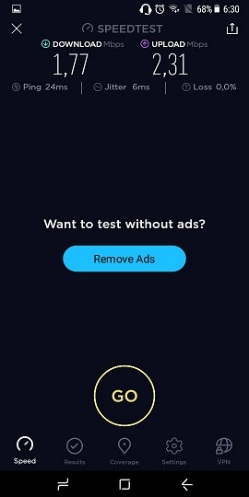 68% 6:30
SPEEDTEST
DOWNLOAD Mbps UPLOAD Mbps
1,77 2,31
Ping 24ms Jitter 6ms Loss 0,0%
Want to test without ads?
Remove Ads
GO
Speed Results Coverage Settings VPN